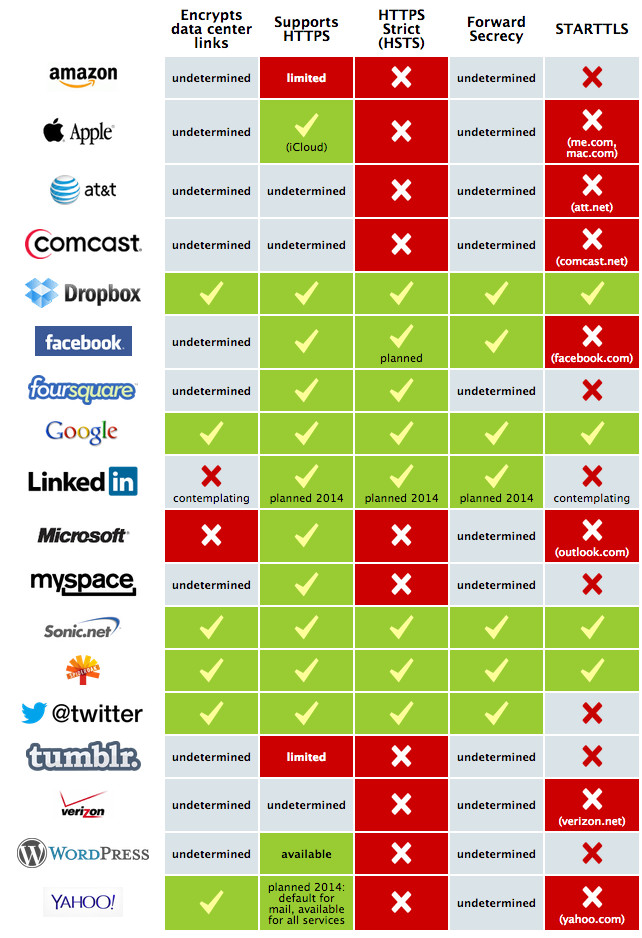 Encrypts
data center
links
Supports
HTTPS
HTTPS
Strict
(HSTS)
Forward
Secrecy
STARTTLS
amazon
undetermined
limited
undetermined
Apple
undetermined
(iCloud)
undetermined
(me.com,
mac.com)
at&t
undetermined
undetermined
undetermined
(att.net)
COMCAST.
undetermined
undetermined
undetermined
(comcast.net)
Dropbox
facebook.
undetermined
planned
(facebook.com)
foursquare
undetermined
undetermined
Google
Linked in
contemplating
planned 2014
planned 2014
planned 2014
contemplating
Microsoft
undetermined
(outlook.com)
myspace
undetermined
undetermined
Sonic.net
@twitter
tumblr.
undetermined
limited
undetermined
verizon
undetermined
undetermined
undetermined
(verizon.net)
W WORDPRESS
undetermined
available
undetermined
YAHOO!
planned 2014:
default for
mail, available
for all services
undetermined
(yahoo.com)